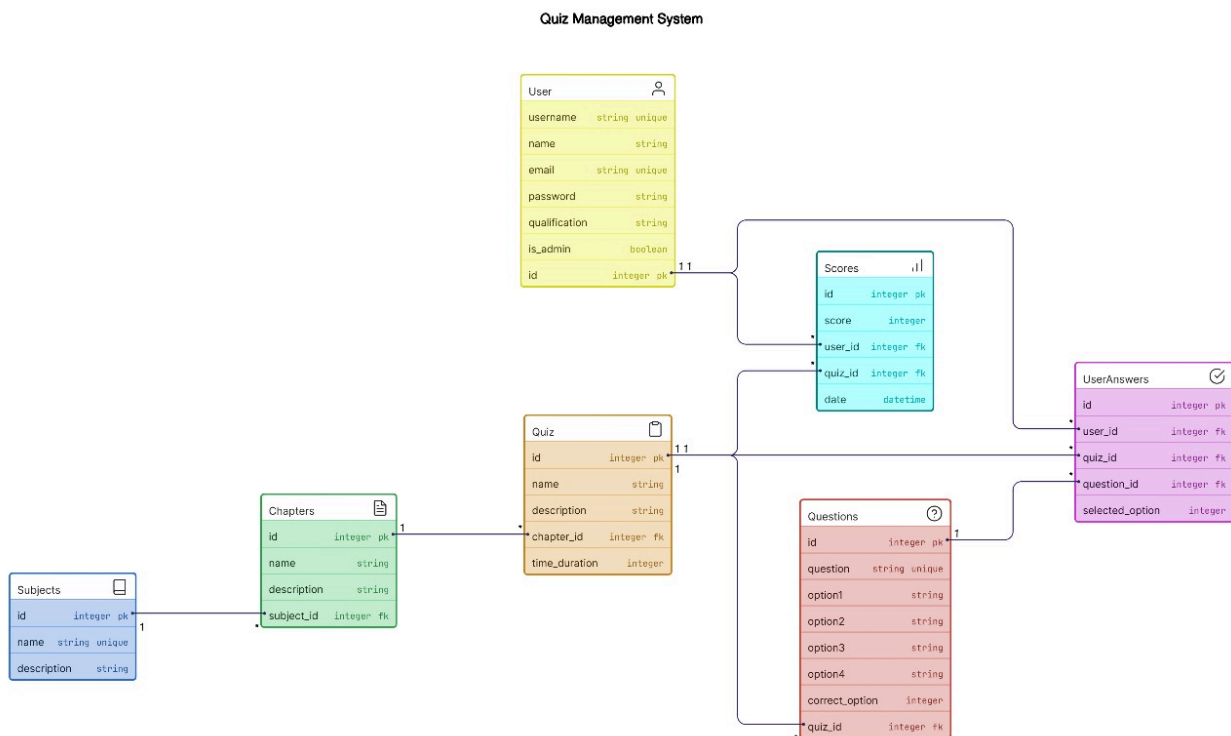 Quiz Management System
User
username string unique
name string
email string unique
password string
qualification string
is_admin boolean
id integer pk
1 1
Scores
id integer pk
score integer
* user_id integer fk
* quiz_id integer fk
date datetime
UserAnswers
id integer pk
* user_id integer fk
* quiz_id integer fk
* question_id integer fk
selected_option integer
Quiz
id integer pk
1 1
1
name string
description string
* chapter_id integer fk
time_duration integer
Questions
id integer pk
1
question string unique
option1 string
option2 string
option3 string
option4 string
correct_option integer
* quiz_id integer fk
Chapters
id integer pk
1
name string
description string
* subject_id integer fk
Subjects
id integer pk
1
name string unique
description string